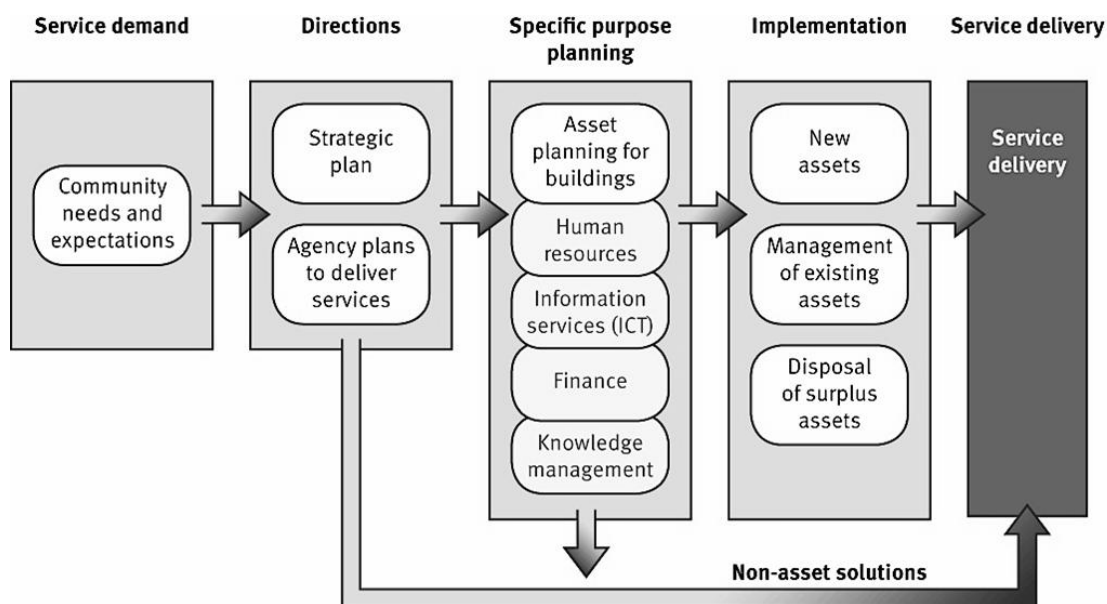 Service demand
Directions
Specific purpose
planning
Implementation
Service delivery
Community
needs and
expectations
Strategic
plan
Agency plans
to deliver
services
Asset
planning for
buildings
Human
resources
Information
services (ICT)
Finance
Knowledge
management
New
assets
Management
of existing
assets
Disposal
of surplus
assets
Service
delivery
Non-asset solutions